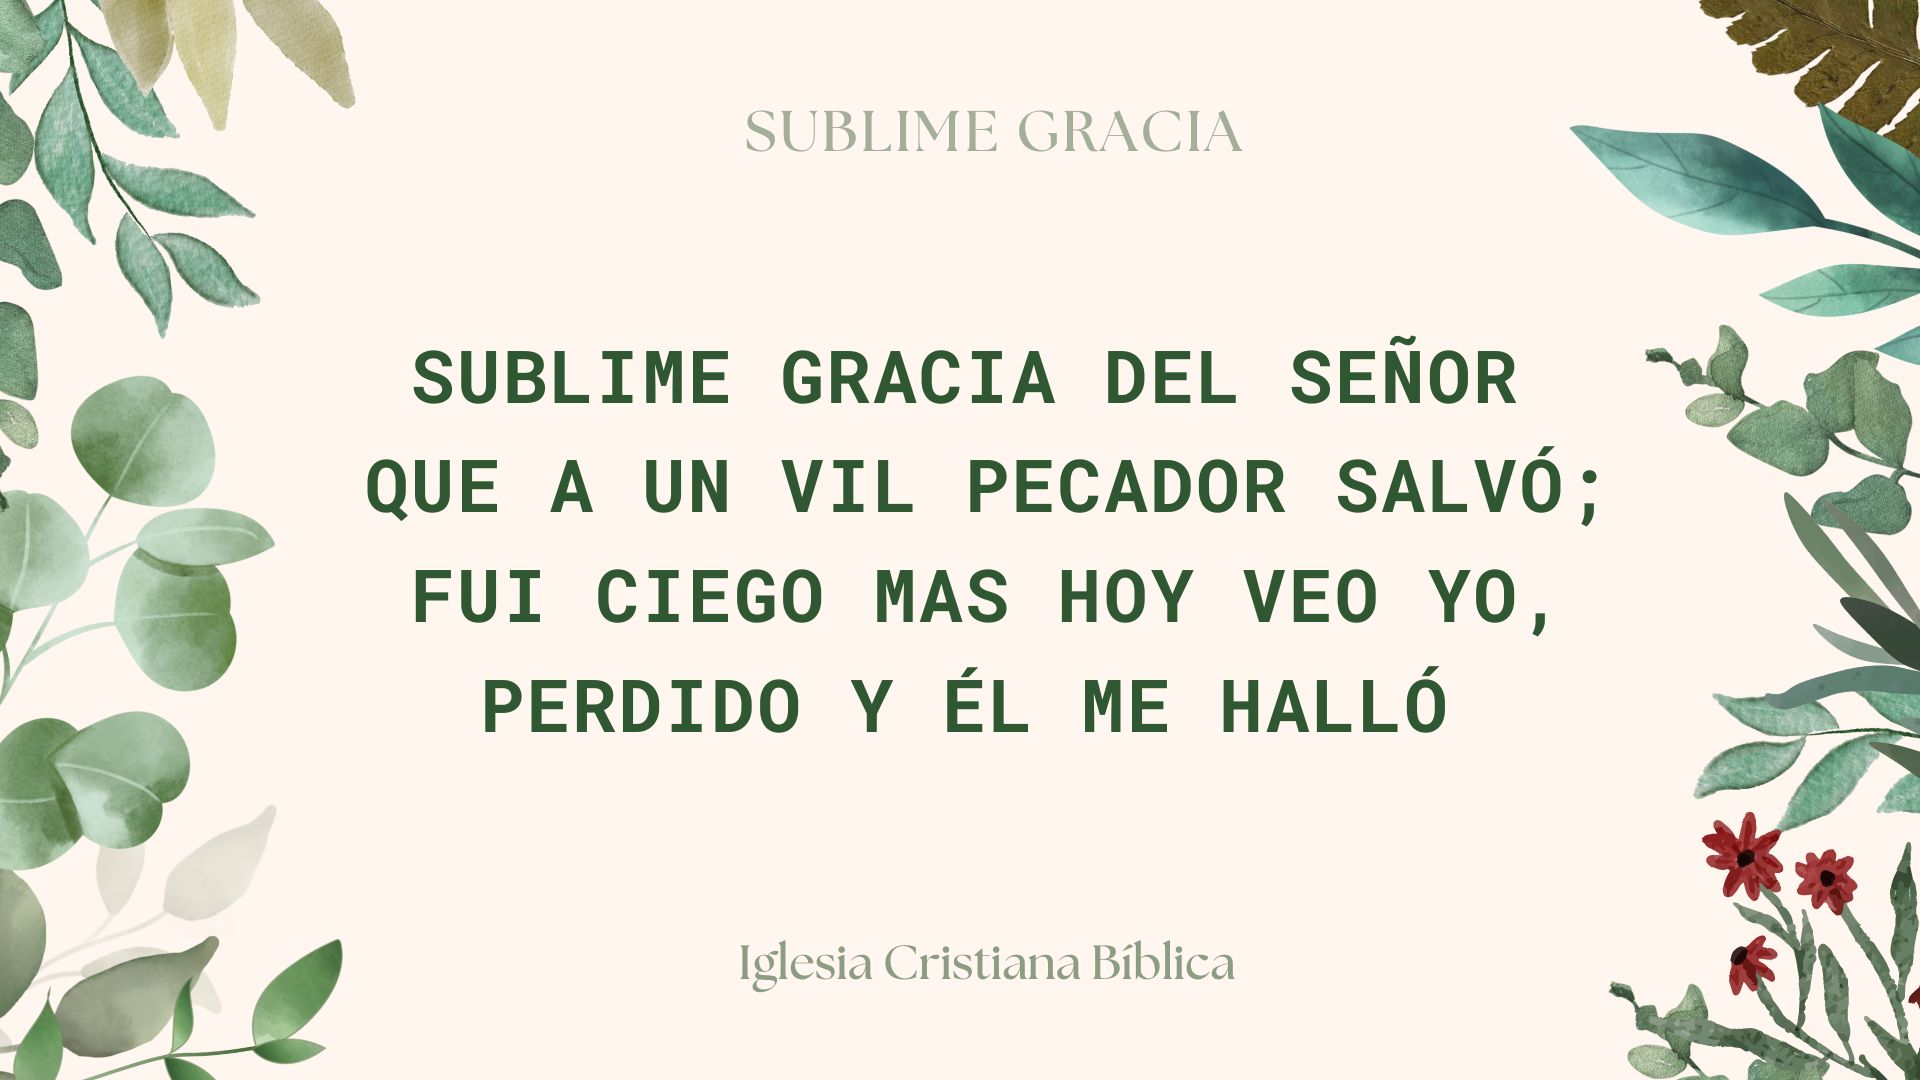 SUBLIME GRACIA
SUBLIME GRACIA DEL SEÑOR
QUE A UN VIL PECADOR SALVÓ;
FUI CIEGO MAS HOY VEO YO,
PERDIDO Y ÉL ME HALLÓ
Iglesia Cristiana Bíblica